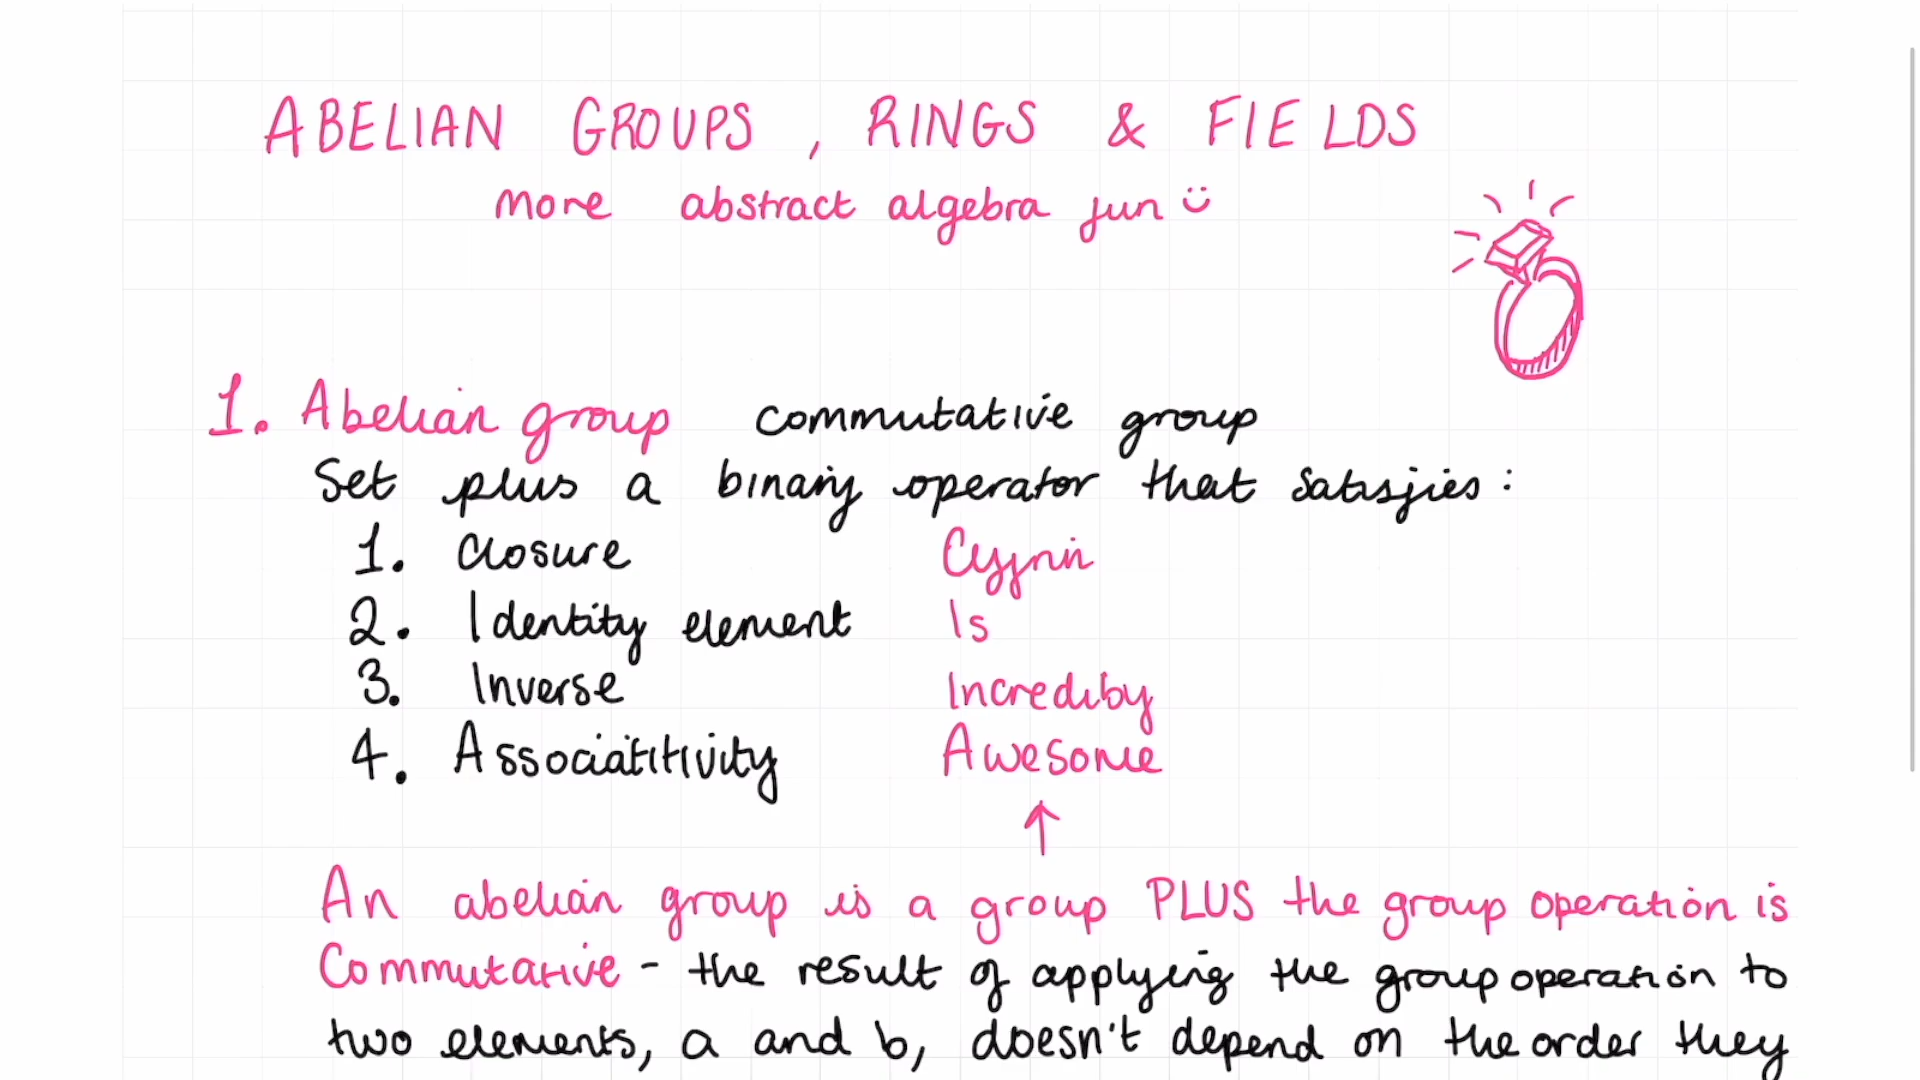 ABELIAN GROUPS, RINGS & FIELDS
more abstract algebra fun
1. Abelian group commutative group
Set plus a binary operator that satisfies:
1. Closure
2. Identity element Is
3. Inverse Incrediby
4. Associatitivity Awesome
An abelian group is a group PLUS the group operation is
Commutative - the result of applying the group operation to
two elements, a and b, doesn't depend on the order they